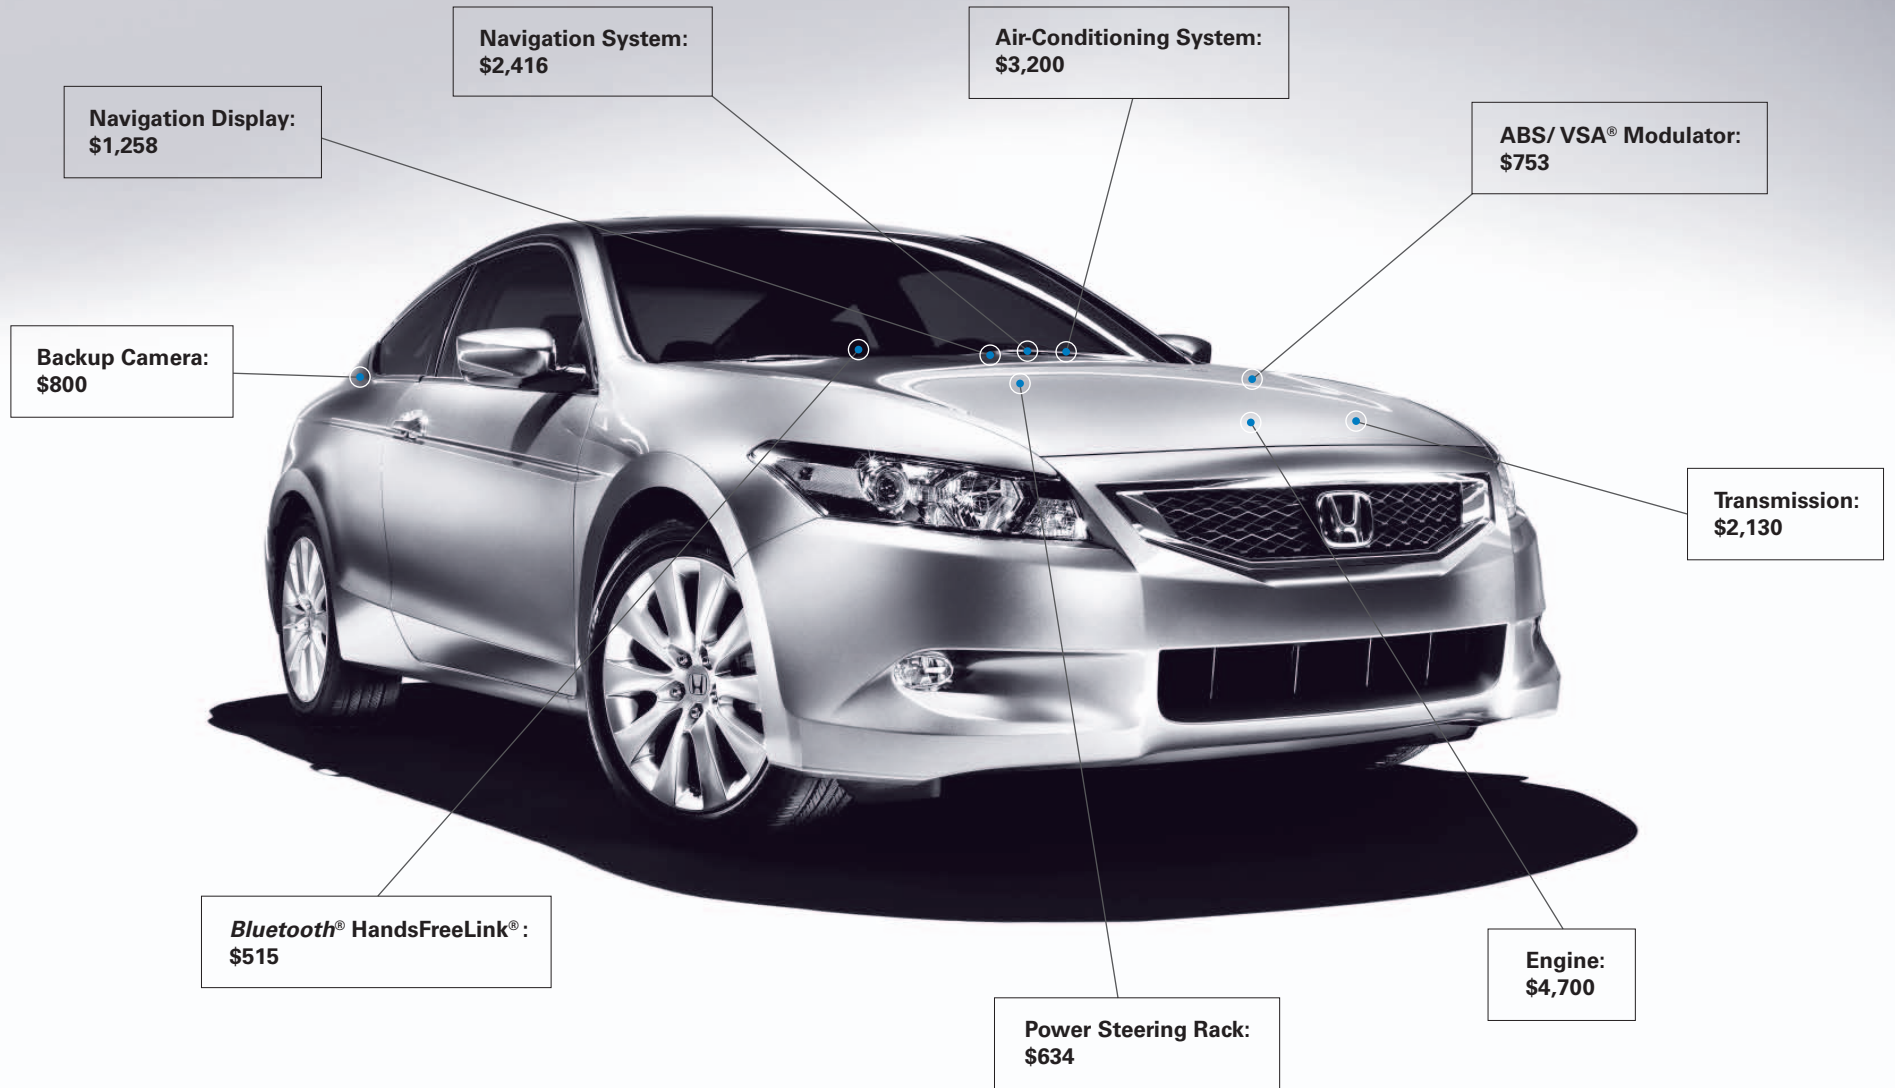 Navigation System:
$2,416
Air-Conditioning System:
$3,200
Navigation Display:
$1,258
ABS/ VSA® Modulator:
$753
Backup Camera:
$800
Transmission:
$2,130
Bluetooth® HandsFreeLink® :
$515
Engine:
$4,700
Power Steering Rack:
$634